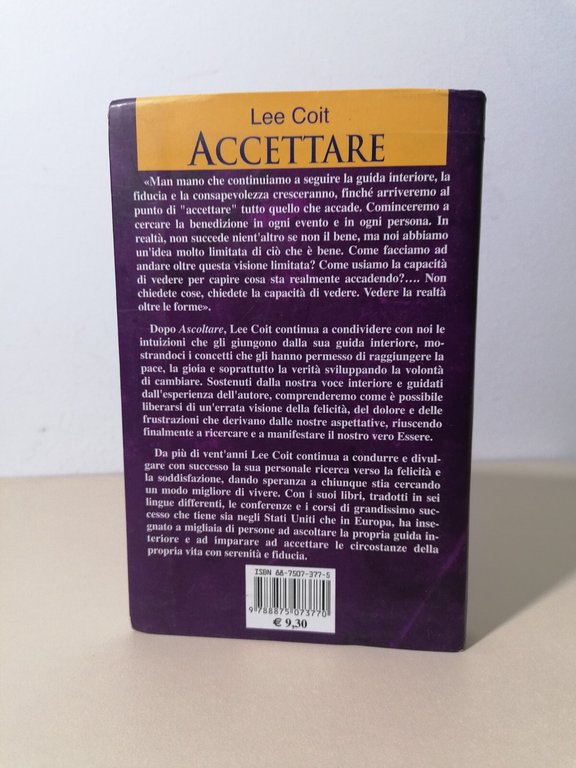 Lee Coit
ACCETTARE
«Man mano che continuiamo a seguire la guida interiore, la
fiducia e la consapevolezza cresceranno, finché arriveremo al
punto di "accettare" tutto quello che accade. Cominceremo a
cercare la benedizione in ogni evento e in ogni persona. In
realtà, non succede nient'altro se non il bene, ma noi abbiamo
un'idea molto limitata di ciò che è bene. Come facciamo ad
andare oltre questa visione limitata? Come usiamo la capacità
di vedere per capire cosa sta realmente accadendo?.... Non
chiedete cose, chiedete la capacità di vedere. Vedere la realtà
oltre le forme».
Dopo Ascoltare, Lee Coit continua a condividere con noi le
intuizioni che gli giungono dalla sua guida interiore, mo-
strandoci i concetti che gli hanno permesso di raggiungere la
pace, la gioia e soprattutto la verità sviluppando la volontà
di cambiare. Sostenuti dalla nostra voce interiore e guidati
dall'esperienza dell'autore, comprenderemo come è possibile
liberarsi di un'errata visione della felicità, del dolore e delle
frustrazioni che derivano dalle nostre aspettative, riuscendo
finalmente a ricercare e a manifestare il nostro vero Essere.
Da più di vent'anni Lee Coit continua a condurre e divul-
gare con successo la sua personale ricerca verso la felicità e
la soddisfazione, dando speranza a chiunque stia cercando
un modo migliore di vivere. Con i suoi libri, tradotti in sei
lingue differenti, le conferenze e i corsi di grandissimo suc-
cesso che tiene sia negli Stati Uniti che in Europa, ha inse-
gnato a migliaia di persone ad ascoltare la propria guida in-
teriore e ad imparare ad accettare le circostanze della
propria vita con serenità e fiducia.
ISBN 88-7507-377-5
9 788875 073770
€ 9,30